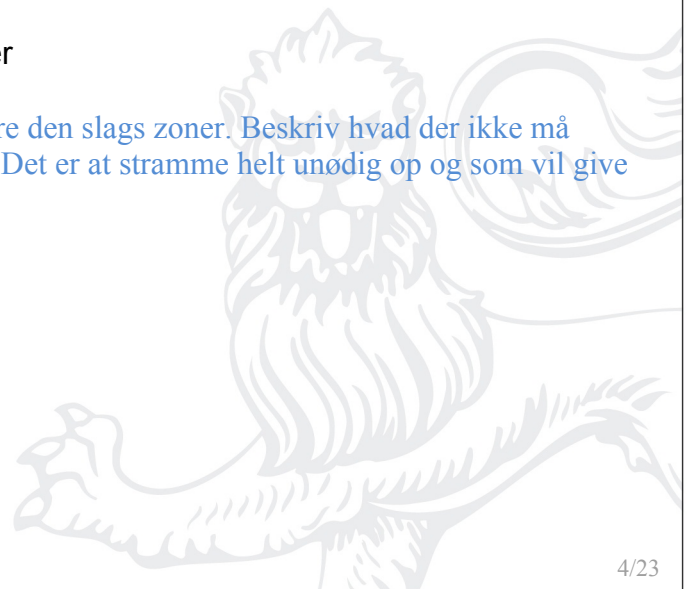 re den slags zoner. Beskriv hvad der ikke må
Det er at stramme helt unødig op og som vil give
4/23